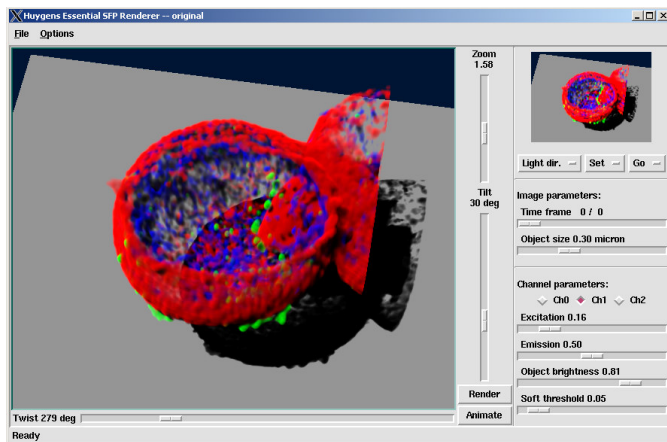 Huygens Essential SFP Renderer -- original
File Options
Zoom
1.58
Tilt
30 deg
Light dir. Set Go
Image parameters:
Time frame 0 / 0
Object size 0.30 micron
Channel parameters:
Ch0 Ch1 Ch2
Excitation 0.16
Emission 0.50
Object brightness 0.81
Soft threshold 0.05
Render
Animate
Twist 279 deg
Ready